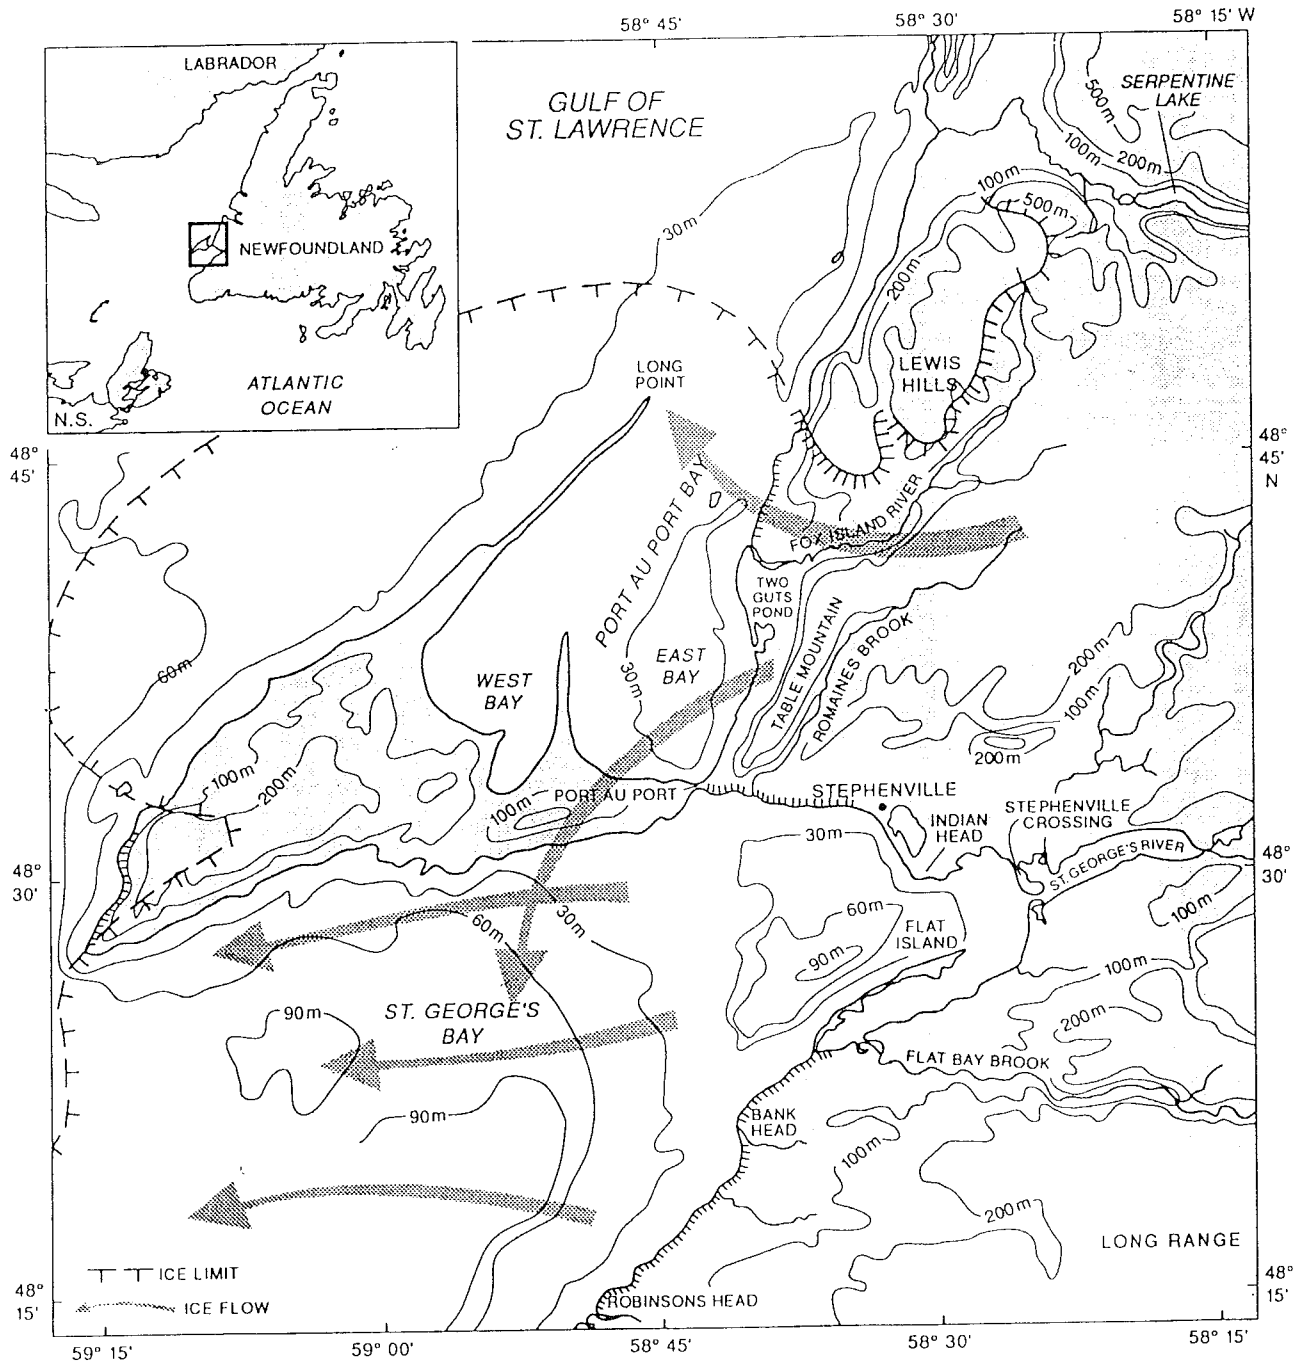 58° 45'
58° 30'
58° 15' W
LABRADOR
NEWFOUNDLAND
ATLANTIC
OCEAN
N.S.
GULF OF
ST. LAWRENCE
SERPENTINE
LAKE
500m
100m
200m
100m
500m
30m
200m
LEWIS
HILLS
LONG
POINT
48°
45'
48°
45'
N
PORT AU PORT BAY
FOX ISLAND RIVER
TWO
GUTS
POND
TABLE MOUNTAIN
ROMAINES BROOK
60m
WEST
BAY
30m
EAST
BAY
200m
100m
200m
100m
200m
100m
PORT AU PORT
STEPHENVILLE
INDIAN
HEAD
STEPHENVILLE
CROSSING
ST. GEORGE'S RIVER
30m
48°
30'
48°
30'
60m
30m
60m
90m
FLAT
ISLAND
100m
100m
200m
90m
ST. GEORGE'S
BAY
FLAT BAY BROOK
90m
BANK
HEAD
100m
200m
LONG RANGE
ICE LIMIT
ICE FLOW
48°
15'
48°
15'
ROBINSONS HEAD
59° 15'
59° 00'
58° 45'
58° 30'
58° 15'